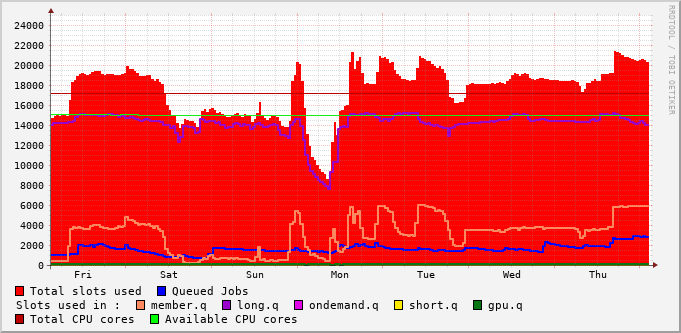 RRDTOOL / TOBI OETIKER
24000
22000
20000
18000
16000
14000
12000
10000
8000
6000
4000
2000
0
Fri Sat Sun Mon Tue Wed Thu
Total slots used Queued Jobs
Slots used in : member.q long.q ondemand.q short.q gpu.q
Total CPU cores Available CPU cores